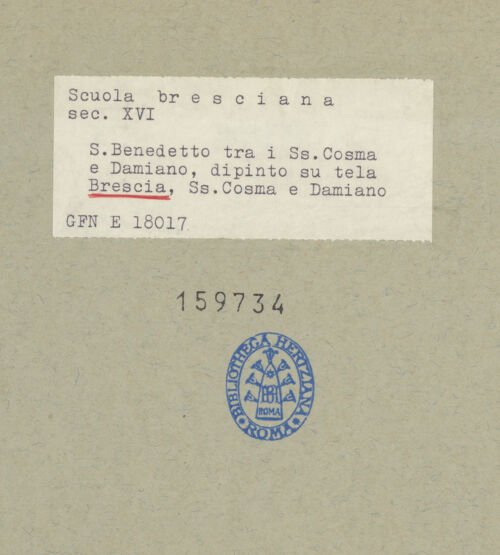 Scuola bresciana
sec. XVI
S.Benedetto tra i Ss.Cosma
e Damiano, dipinto su tela
Brescia, Ss.Cosma e Damiano
GFN E 18017
159734
BIBLIOTHECA HERTZIANA
BH
ROMA
ROMA